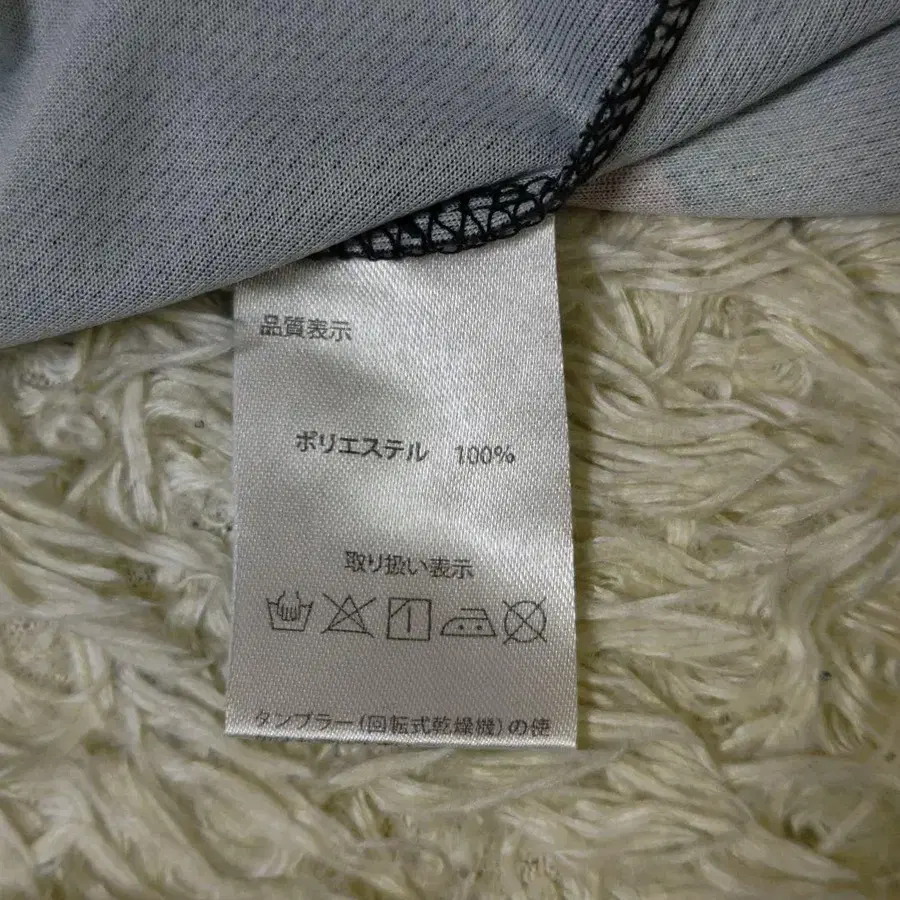 品質表示
ポリエステル 100%
取り扱い表示
タンブラー(回転式乾燥機)の使